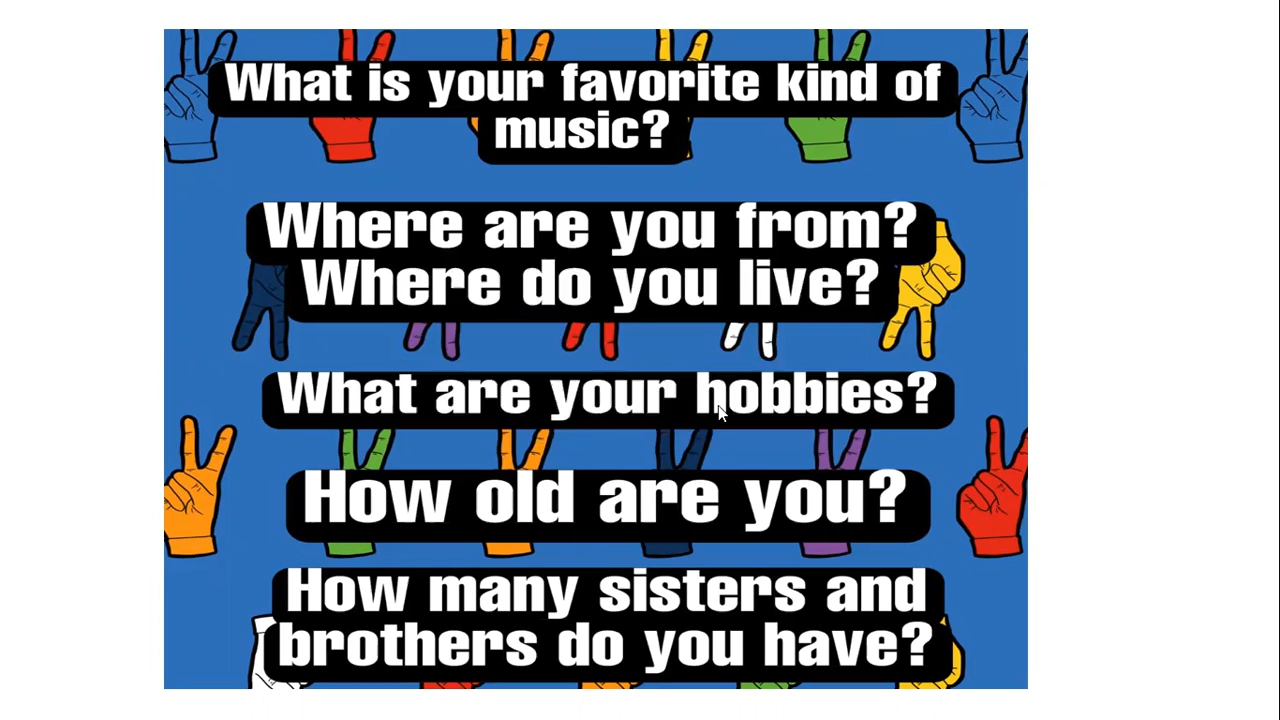 What is your favorite kind of
music?
Where are you from?
Where do you live?
What are your hobbies?
How old are you?
How many sisters and
brothers do you have?